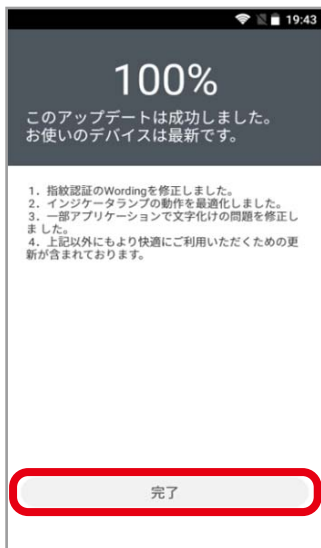 19:43
100%
このアップデートは成功しました。
お使いのデバイスは最新です。
1．指紋認証のWordingを修正しました。
2．インジケータランプの動作を最適化しました。
3．一部アプリケーションで文字化けの問題を修正し
ま した。
4．上記以外にもより快適にご利用いただくための更
新が含まれております。
完了